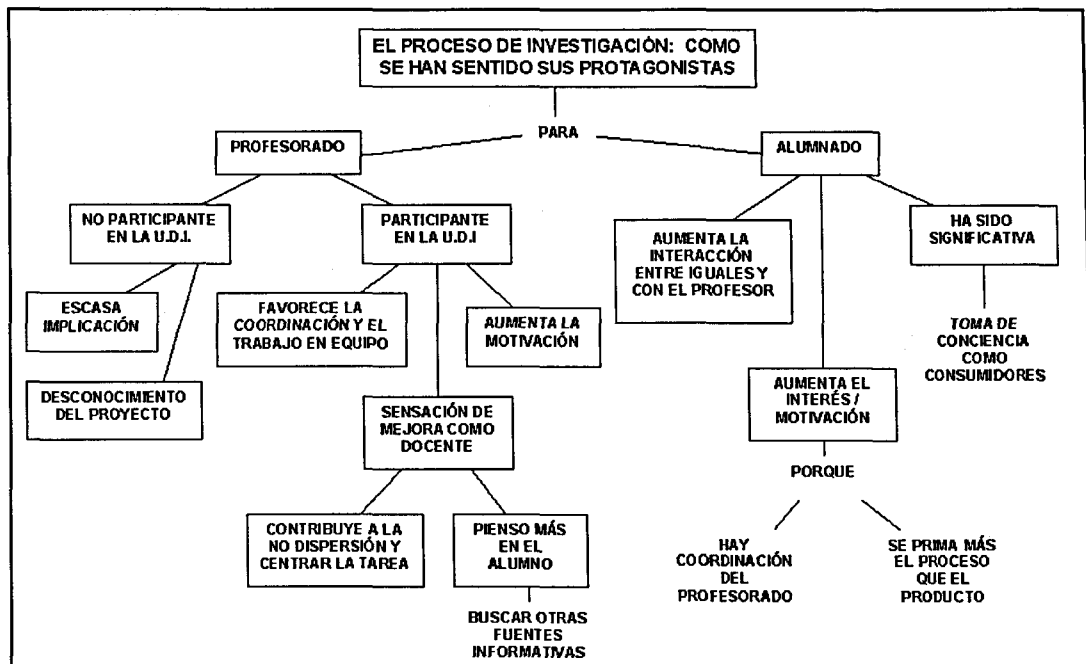 EL PROCESO DE INVESTIGACIÓN: COMO
SE HAN SENTIDO SUS PROTAGONISTAS
PARA
PROFESORADO
ALUMNADO
NO PARTICIPANTE
EN LA U.D.I.
PARTICIPANTE
EN LA U.D.I
AUMENTA LA
INTERACCIÓN
ENTRE IGUALES Y
CON EL PROFESOR
HA SIDO
SIGNIFICATIVA
ESCASA
IMPLICACIÓN
FAVORECE LA
COORDINACIÓN Y EL
TRABAJO EN EQUIPO
AUMENTA LA
MOTIVACIÓN
TOMA DE
CONCIENCIA
COMO
CONSUMIDORES
DESCONOCIMIENTO
DEL PROYECTO
SENSACIÓN DE
MEJORA COMO
DOCENTE
AUMENTA EL
INTERÉS /
MOTIVACIÓN
PORQUE
CONTRIBUYE A LA
NO DISPERSIÓN Y
CENTRAR LA TAREA
PIENSO MÁS
EN EL
ALUMNO
HAY
COORDINACIÓN
DEL
PROFESORADO
SE PRIMA MÁS
EL PROCESO
QUE EL
PRODUCTO
BUSCAR OTRAS
FUENTES
INFORMATIVAS